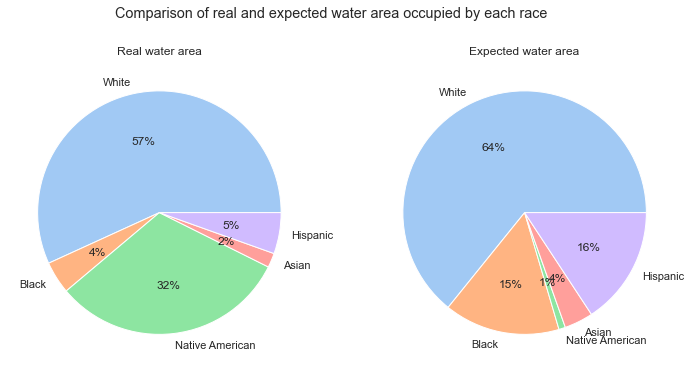 Comparison of real and expected water area occupied by each race
Real water area
White
57%
4%
Black
32%
Native American
2%
Asian
5%
Hispanic
Expected water area
White
64%
15%
Black
1%
Native American
4%
Asian
16%
Hispanic